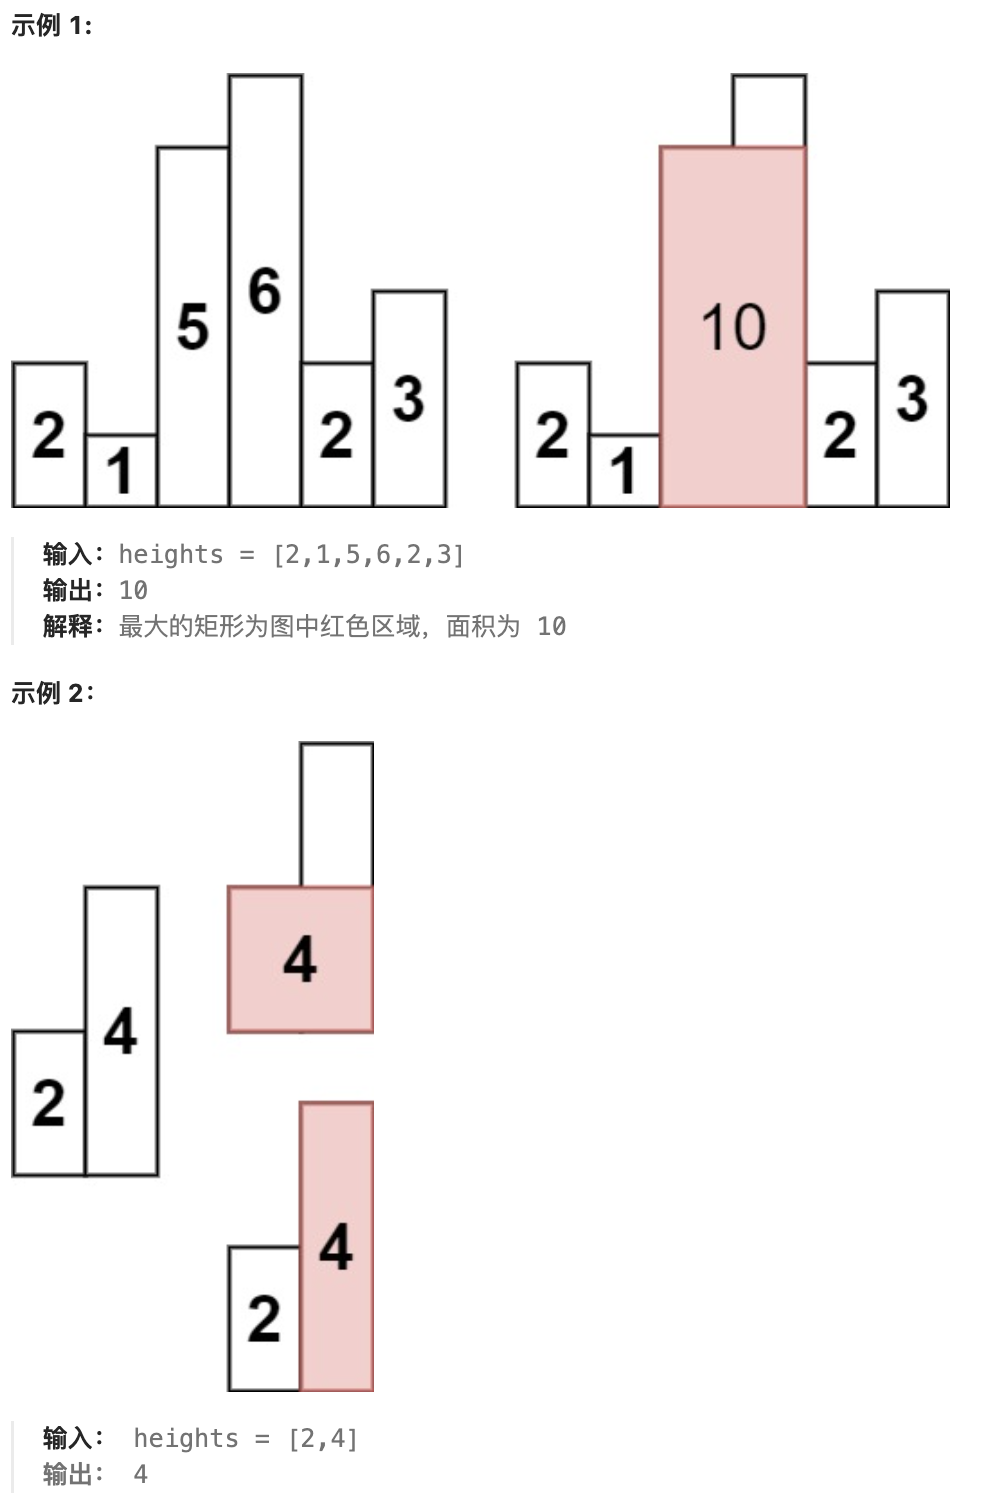 示例 1:
6
5
10
2
1
2
3
2
1
2
3
输入：heights = [2,1,5,6,2,3]
输出：10
解释：最大的矩形为图中红色区域，面积为 10
示例 2：
4
4
2
4
2
输入： heights = [2,4]
输出： 4